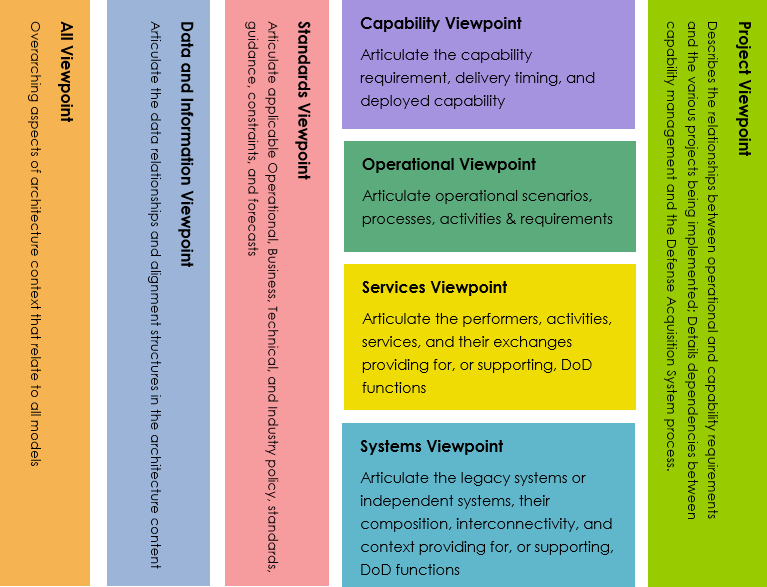 All Viewpoint
Overarching aspects of architecture context that relate to all models
Data and Information Viewpoint
Articulate the data relationships and alignment structures in the architecture content
Standards Viewpoint
Articulate applicable Operational, Business, Technical, and Industry policy, standards,
guidance, constraints, and forecasts
Capability Viewpoint
Articulate the capability
requirement, delivery timing, and
deployed capability
Operational Viewpoint
Articulate operational scenarios,
processes, activities & requirements
Services Viewpoint
Articulate the performers, activities,
services, and their exchanges
providing for, or supporting, DoD
functions
Systems Viewpoint
Articulate the legacy systems or
independent systems, their
composition, interconnectivity, and
context providing for, or supporting,
DoD functions
Project Viewpoint
Describes the relationships between operational and capability requirements
and the various projects being implemented; Details dependencies between
capability management and the Defense Acquisition System process.